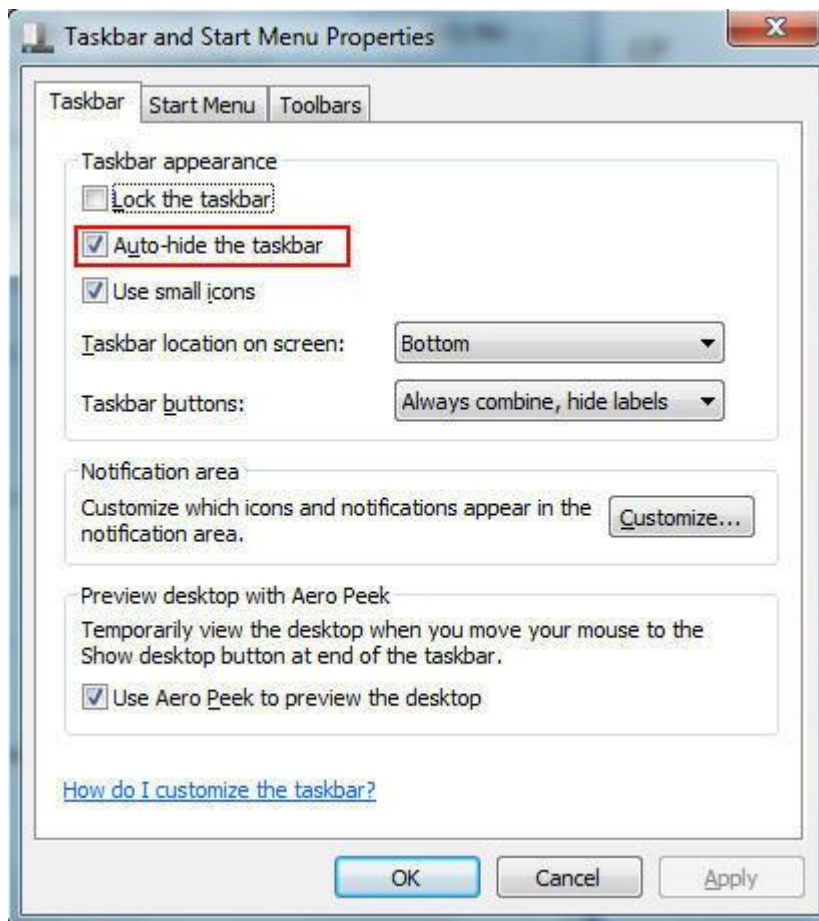 Taskbar and Start Menu Properties
Taskbar Start Menu Toolbars
Taskbar appearance
Lock the taskbar
Auto-hide the taskbar
Use small icons
Taskbar location on screen: Bottom
Taskbar buttons: Always combine, hide labels
Notification area
Customize which icons and notifications appear in the
notification area.
Customize...
Preview desktop with Aero Peek
Temporarily view the desktop when you move your mouse to the
Show desktop button at end of the taskbar.
Use Aero Peek to preview the desktop
How do I customize the taskbar?
OK Cancel Apply